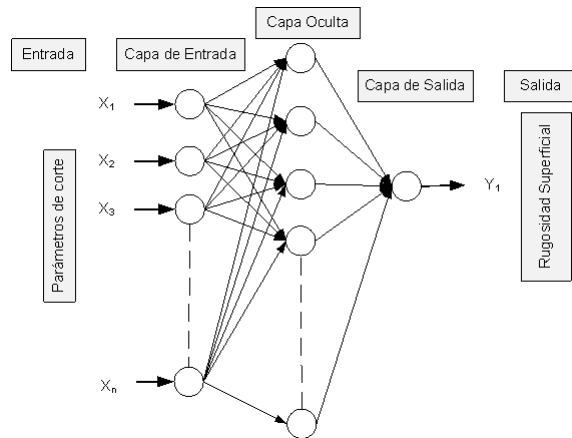 Capa Oculta
Entrada
Capa de Entrada
Capa de Salida
Salida
X1
X2
X3
Xn
Parámetros de corte
Y1
Rugosidad Superficial